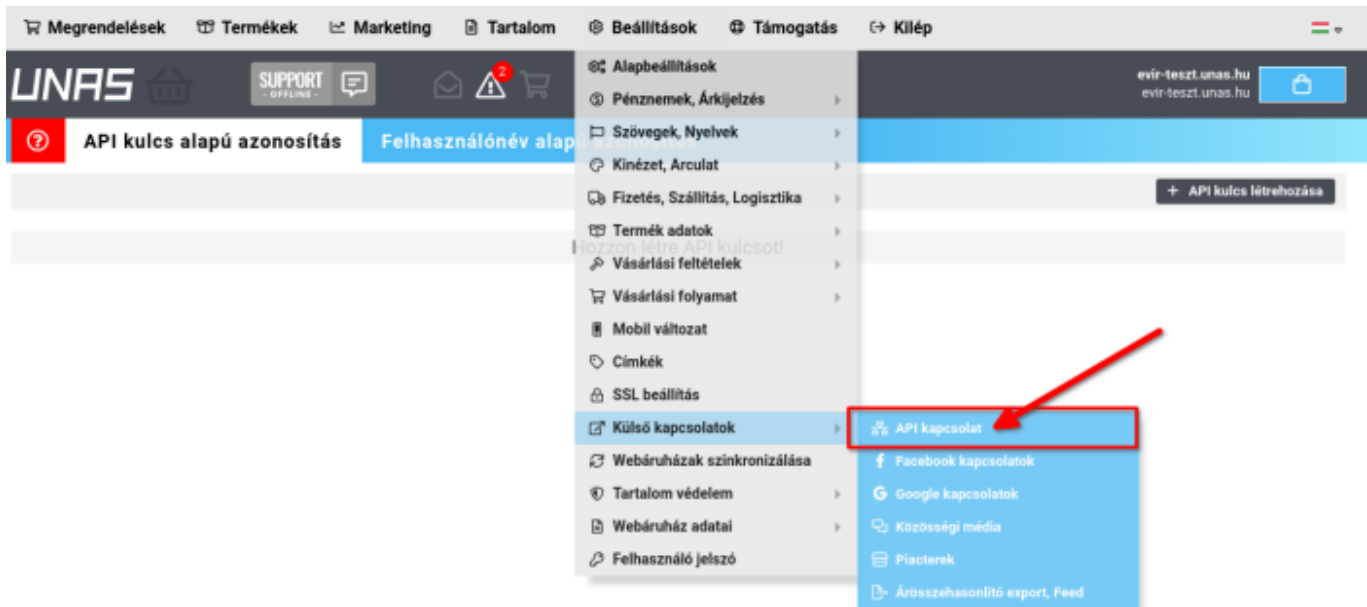 Megrendelések Termékek Marketing Tartalom Beállítások Támogatás Kilép
UNAS SUPPORT
- OFFLINE -
2
evir-teszt.unas.hu
evir-teszt.unas.hu
API kulcs alapú azonosítás Felhasználónév alapú azonosítás
+ API kulcs létrehozása
Hozzon létre API kulcsot!
Alapbeállítások
Pénznemek, Árkijelzés
Szövegek, Nyelvek
Kinézet, Arculat
Fizetés, Szállítás, Logisztika
Termék adatok
Vásárlási feltételek
Vásárlási folyamat
Mobil változat
Címkék
SSL beállítás
Külső kapcsolatok
Webáruházak szinkronizálása
Tartalom védelem
Webáruház adatai
Felhasználó jelszó
API kapcsolat
Facebook kapcsolatok
Google kapcsolatok
Közösségi média
Piacterek
Árösszehasonlító export, Feed